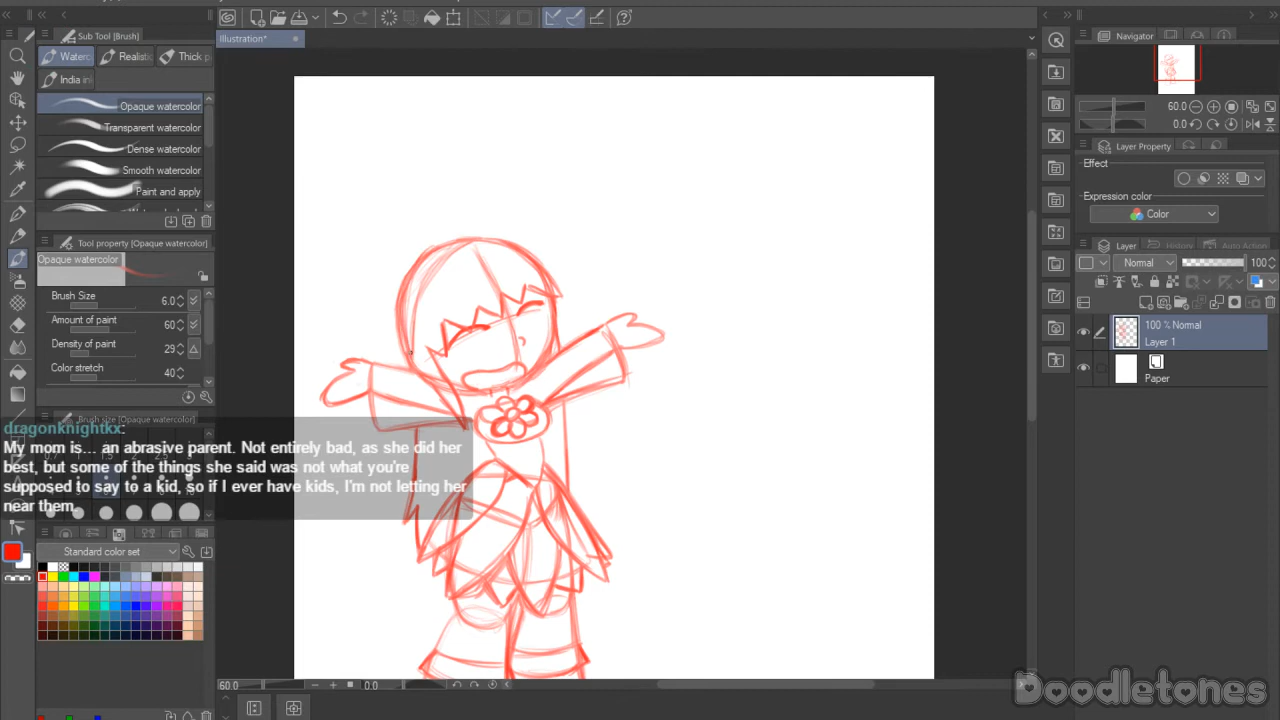 Sub Tool [Brush]
Waterc
Realistic
Thick p
India ink
Opaque watercolor
Transparent watercolor
Dense watercolor
Smooth watercolor
Paint and apply
Tool property [Opaque watercolor]
Opaque watercolor
Brush Size 6.0
Amount of paint 60
Density of paint 29
Color stretch 40
Brush size [Opaque watercolor]
dragonknightkx:
My mom is... an abrasive parent. Not entirely bad, as she did her
best, but some of the things she said was not what you're
supposed to say to a kid, so if I ever have kids, I'm not letting her
near them.
Standard color set
Illustration*
60.0
0.0
Navigator
60.0
0.0
Layer Property
Effect
Expression color
Color
Layer
History
Auto Action
Normal
100
100 % Normal
Layer 1
Paper
Doodletones